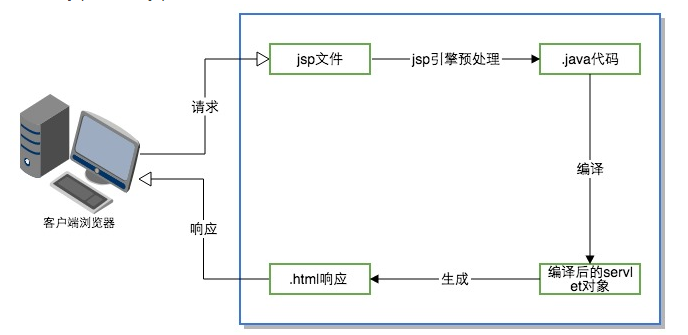 jsp文件
jsp引擎预处理
.java代码
请求
编译
客户端浏览器
响应
.html响应
生成
编译后的servl
et对象